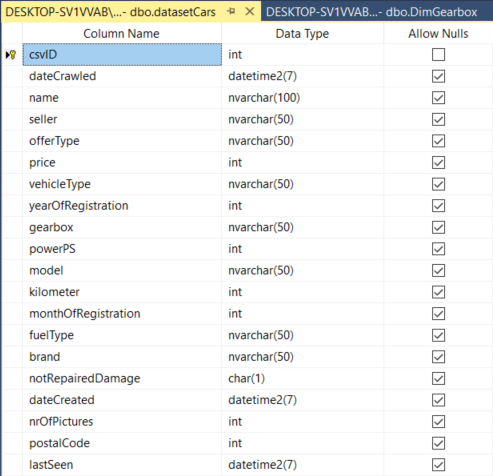 DESKTOP-SV1VVAB\...- dbo.datasetCars DESKTOP-SV1VVAB...- dbo.DimGearbox
Column Name Data Type Allow Nulls
csvID int
dateCrawled datetime2(7)
name nvarchar(100)
seller nvarchar(50)
offerType nvarchar(50)
price int
vehicleType nvarchar(50)
yearOfRegistration int
gearbox nvarchar(50)
powerPS int
model nvarchar(50)
kilometer int
monthOfRegistration int
fuelType nvarchar(50)
brand nvarchar(50)
notRepairedDamage char(1)
dateCreated datetime2(7)
nrOfPictures int
postalCode int
lastSeen datetime2(7)